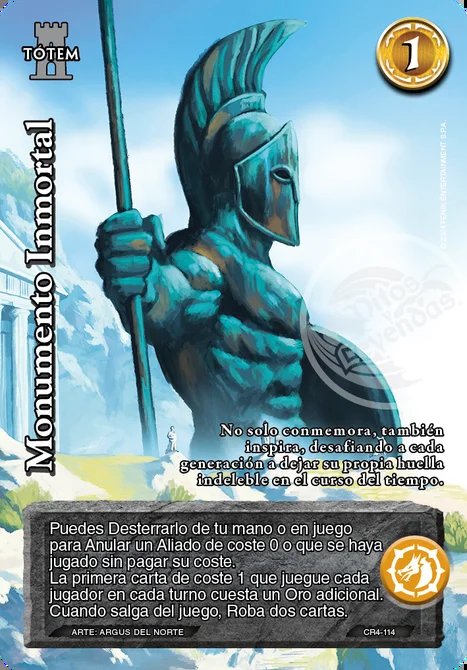 TÓTEM
1
Monumento Inmortal
No solo conmemora, también
inspira, desafiando a cada
generación a dejar su propia huella
indeleble en el curso del tiempo.
Puedes Desterrarlo de tu mano o en juego
para Anular un Aliado de coste 0 o que se haya
jugado sin pagar su coste.
La primera carta de coste 1 que juegue cada
jugador en cada turno cuesta un Oro adicional.
Cuando salga del juego, Roba dos cartas.
ARTE: ARGUS DEL NORTE
CR4-114